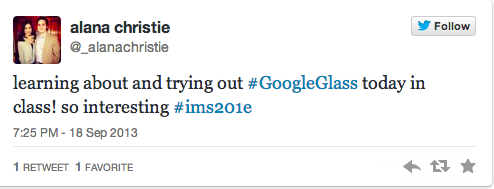 alana christie
@_alanachristie
Follow
learning about and trying out #GoogleGlass today in
class! so interesting #ims201e
7:25 PM - 18 Sep 2013
1 RETWEET 1 FAVORITE